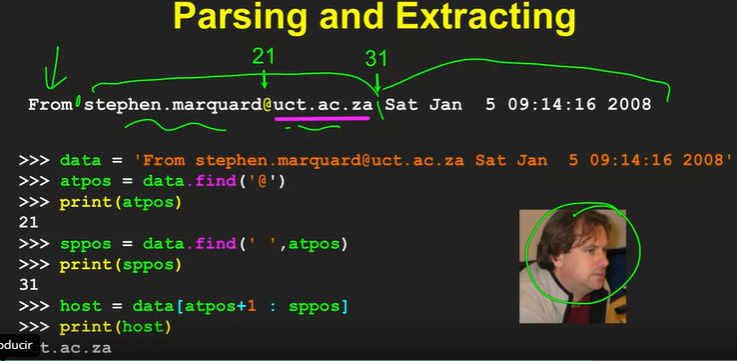 Parsing and Extracting
21 31
From stephen.marquard@uct.ac.za Sat Jan  5 09:14:16 2008
>>> data = 'From stephen.marquard@uct.ac.za Sat Jan  5 09:14:16 2008'
>>> atpos = data.find('@')
>>> print(atpos)
21
>>> sppos = data.find(' ',atpos)
>>> print(sppos)
31
>>> host = data[atpos+1 : sppos]
>>> print(host)
oducir t.ac.za